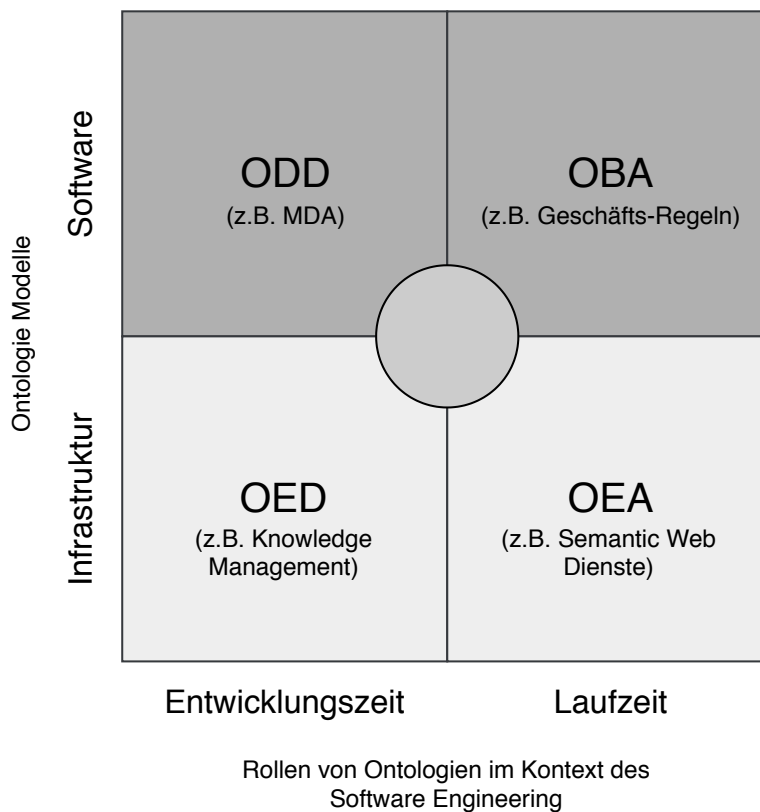 Ontologie Modelle
Software
ODD
(z.B. MDA)
OBA
(z.B. Geschäfts-Regeln)
Infrastruktur
OED
(z.B. Knowledge
Management)
OEA
(z.B. Semantic Web
Dienste)
Entwicklungszeit
Laufzeit
Rollen von Ontologien im Kontext des
Software Engineering